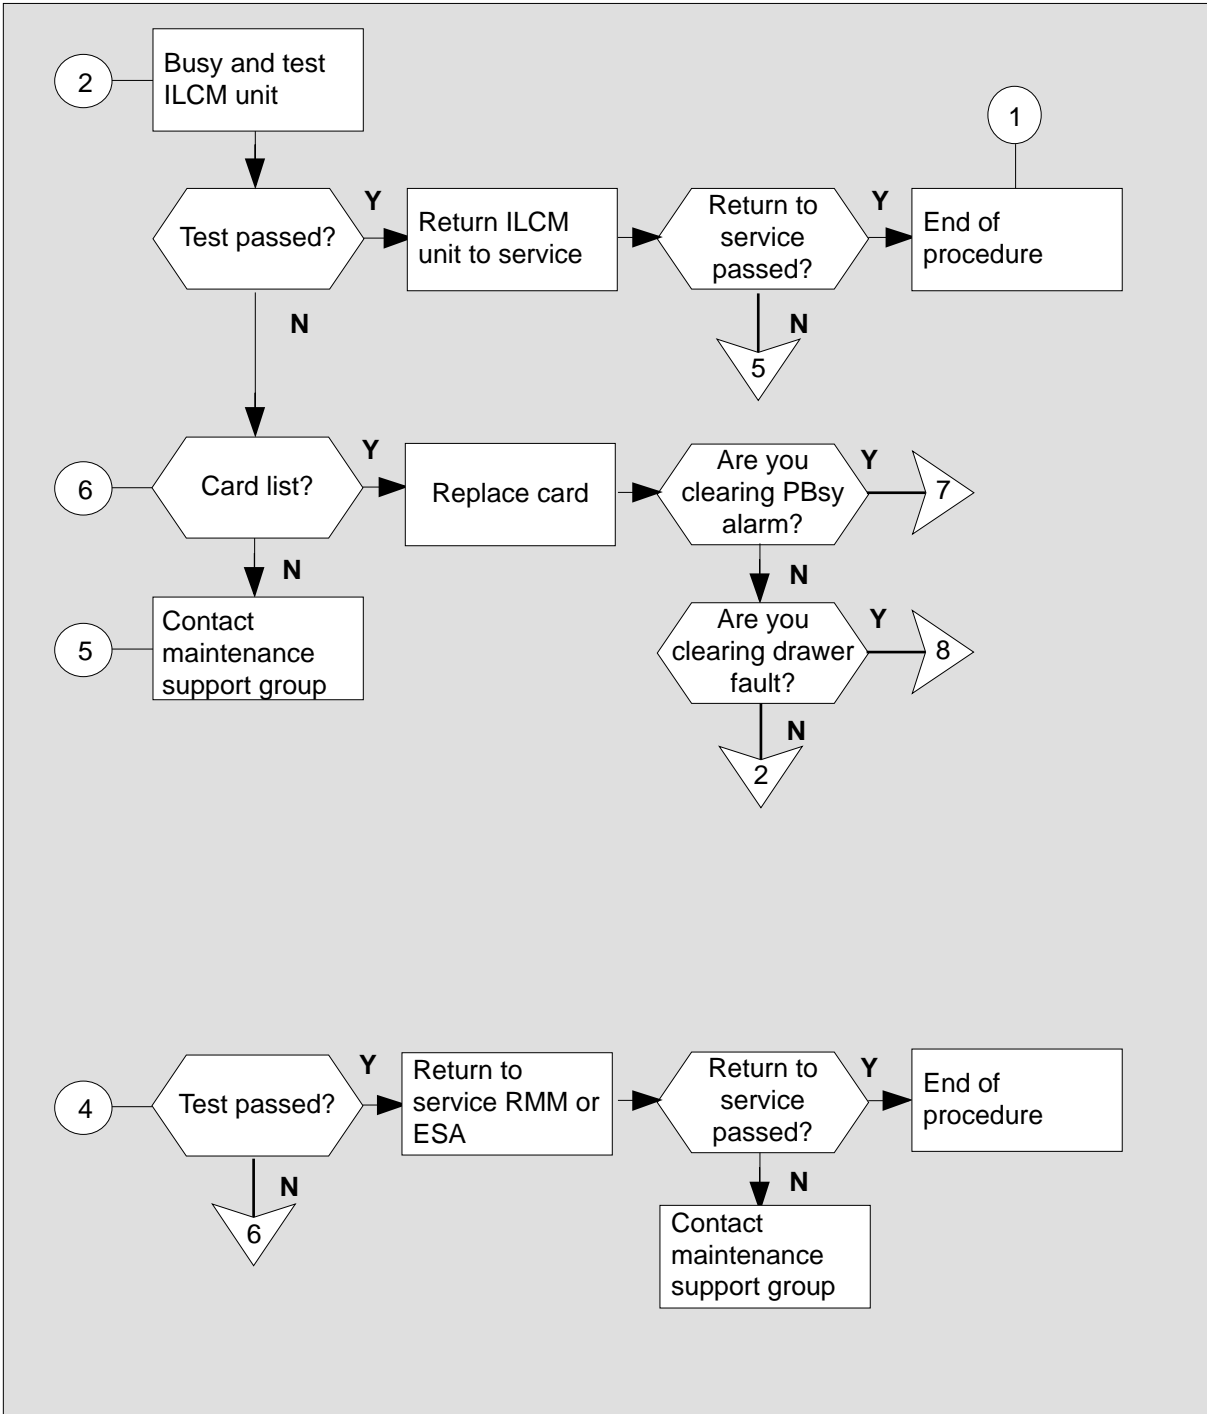 2
Busy and test
ILCM unit
1
Test passed?
Y
Return ILCM
unit to service
Return to
service
passed?
Y
End of
procedure
N
N
5
6
Card list?
Y
Replace card
Are you
clearing PBsy
alarm?
Y
7
N
N
5
Contact
maintenance
support group
Are you
clearing drawer
fault?
Y
8
N
2
4
Test passed?
Y
Return to
service RMM or
ESA
Return to
service
passed?
Y
End of
procedure
N
6
N
Contact
maintenance
support group